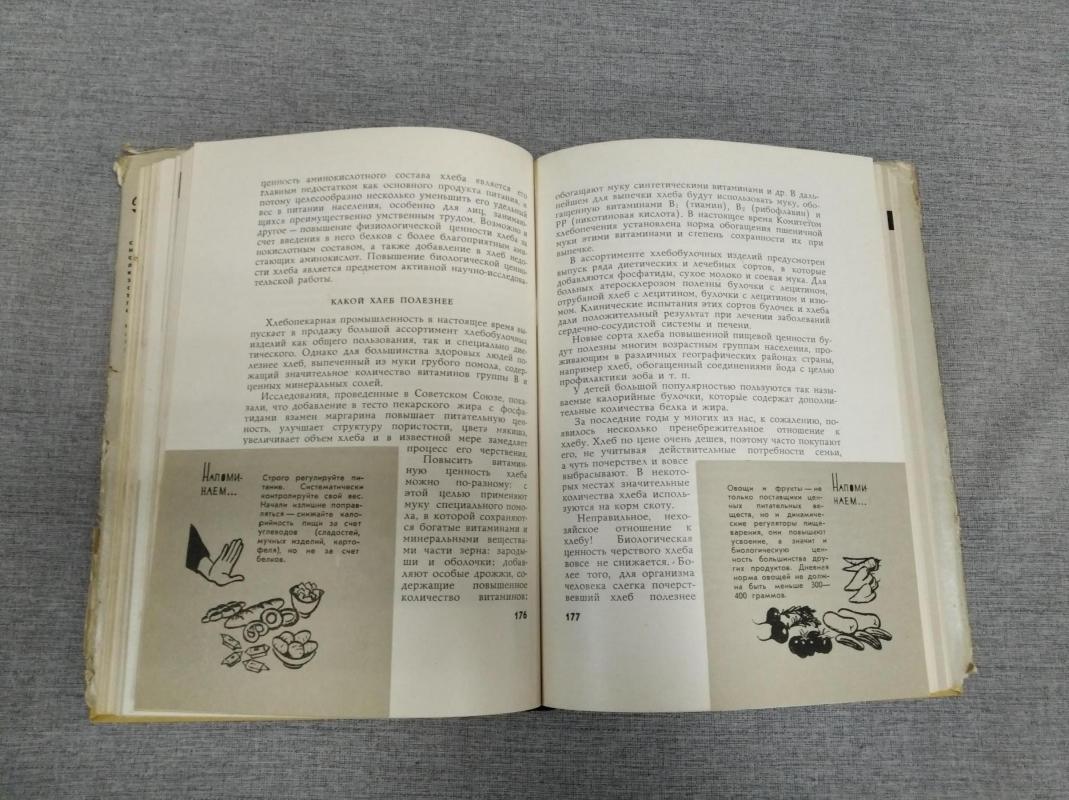 ценность аминокислотного состава хлеба является его
главным недостатком как основного продукта питания, и
потому целесообразно несколько уменьшить его удельный
вес в питании населения, особенно для лиц, занимаю-
щихся преимущественно умственным трудом. Возможно и
другое — повышение физиологической ценности хлеба за
счет введения в него белков с более благоприятным ами-
нокислотным составом, а также добавление в хлеб недо-
стающих аминокислот. Повышение биологической ценно-
сти хлеба является предметом активной научно-исследова-
тельской работы.
КАКОЙ ХЛЕБ ПОЛЕЗНЕЕ
Хлебопекарная промышленность в настоящее время вы-
пускает в продажу большой ассортимент хлебобулочных
изделий как общего пользования, так и специально дие-
тического. Однако для большинства здоровых людей по-
лезнее хлеб, выпеченный из муки грубого помола, содер-
жащий значительное количество витаминов группы В и
ценных минеральных солей.
Исследования, проведенные в Советском Союзе, пока-
зали, что добавление в тесто пекарского жира с фосфа-
тидами взамен маргарина повышает питательную цен-
ность, улучшает структуру пористости, цвета мякиша,
увеличивает объем хлеба и в известной мере замедляет
процесс его черствения.
Повысить витамин-
ную ценность хлеба
можно по-разному: с
этой целью применяют
муку специального помо-
ла, в которой сохраняют-
ся богатые витаминами и
минеральными вещества-
ми части зерна: зароды-
ши и оболочки; добав-
ляют особые дрожжи, со-
держащие повышенное
количество витаминов;
НАПОМИ-
НАЕМ...
Строго регулируйте пи-
тание. Систематически
контролируйте свой вес.
Начали излишне поправ-
ляться — снижайте кало-
рийность пищи за счет
углеводов (сладостей,
мучных изделий, карто-
феля), но не за счет
белков.
176
обогащают муку синтетическими витаминами и др. В даль-
нейшем для выпечки хлеба будут использовать муку, обо-
гащенную витаминами В₁ (тиамин), В₂ (рибофлавин) и
РР (никотиновая кислота). В настоящее время Комитетом
хлебопечения установлена норма обогащения пшеничной
муки этими витаминами и степень сохранности их при
выпечке.
В ассортименте хлебобулочных изделий предусмотрен
выпуск ряда диетических и лечебных сортов, в которые
добавляются фосфатиды, сухое молоко и соевая мука. Для
больных атеросклерозом полезны булочки с лецитином,
отрубяной хлеб с лецитином, булочки с лецитином и изю-
мом. Клинические испытания этих сортов булочек и хлеба
дали положительный результат при лечении заболеваний
сердечно-сосудистой системы и печени.
Новые сорта хлеба повышенной пищевой ценности бу-
дут полезны многим возрастным группам населения, про-
живающим в различных географических районах страны,
например хлеб, обогащенный соединениями йода с целью
профилактики зоба и т. п.
У детей большой популярностью пользуются так назы-
ваемые калорийные булочки, которые содержат дополни-
тельные количества белка и жира.
За последние годы у многих из нас, к сожалению, по-
явилось несколько пренебрежительное отношение к
хлебу. Хлеб по цене очень дешев, поэтому часто покупают
его, не учитывая действительные потребности семьи,
а чуть почерствел и вовсе
выбрасывают. В некото-
рых местах значительные
количества хлеба исполь-
зуются на корм скоту.
Неправильное, нехо-
зяйское отношение к
хлебу! Биологическая
ценность черствого хлеба
вовсе не снижается. Бо-
лее того, для организма
человека слегка почерст-
вевший хлеб полезнее
177
Овощи и фрукты — не
только поставщики цен-
ных питательных ве-
ществ, но и динамиче-
ские регуляторы пище-
варения, они повышают
усвоение, а значит и
биологическую цен-
ность большинства дру-
гих продуктов. Дневная
норма овощей не долж-
на быть меньше 300—
400 граммов.
НАПОМИ-
НАЕМ...